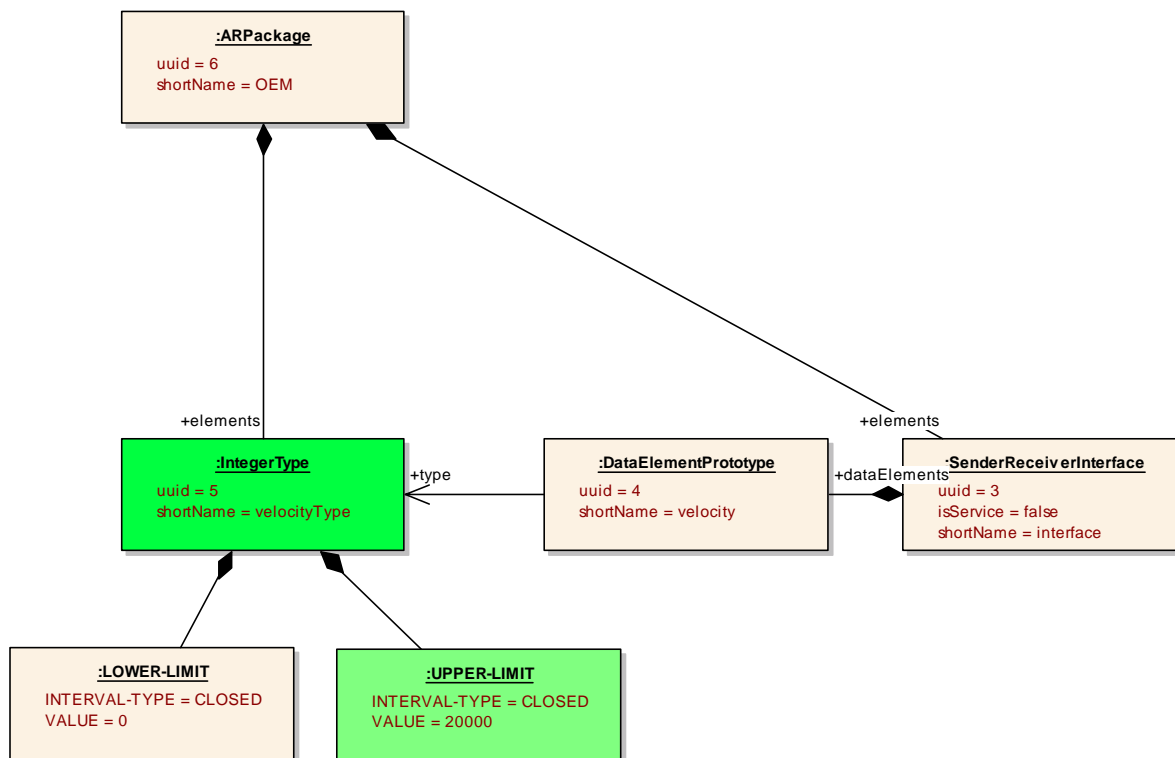 :ARPackage
uuid = 6
shortName = OEM
+elements
+elements
:IntegerType
uuid = 5
shortName = velocityType
+type
:DataElementPrototype
uuid = 4
shortName = velocity
+dataElements
:SenderReceiverInterface
uuid = 3
isService = false
shortName = interface
:LOWER-LIMIT
INTERVAL-TYPE = CLOSED
VALUE = 0
:UPPER-LIMIT
INTERVAL-TYPE = CLOSED
VALUE = 20000